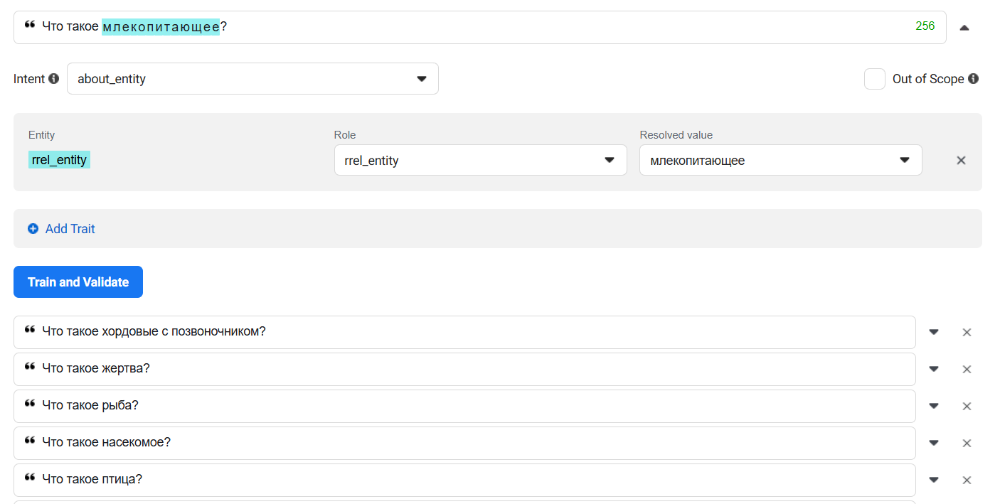 Что такое млекопитающее?
256
Intent
about_entity
Out of Scope
Entity
Role
Resolved value
rrel_entity
rrel_entity
млекопитающее
Add Trait
Train and Validate
Что такое хордовые с позвоночником?
Что такое жертва?
Что такое рыба?
Что такое насекомое?
Что такое птица?